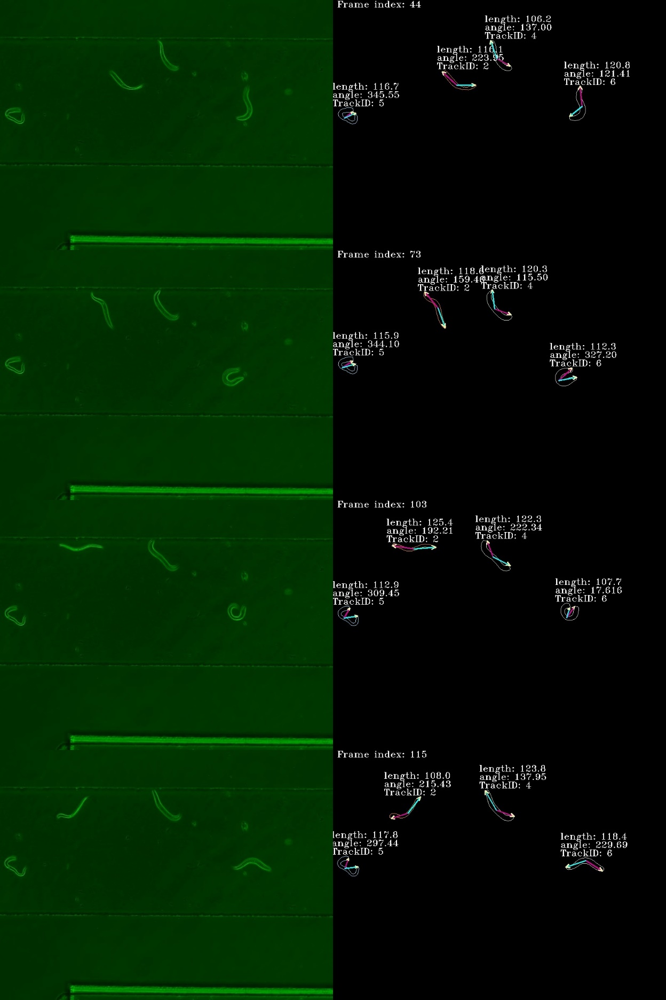 Frame index: 44
length: 106.2
angle: 137.00
TrackID: 4
length: 116.1
angle: 223.95
TrackID: 2
length: 120.8
angle: 121.41
TrackID: 6
length: 116.7
angle: 345.55
TrackID: 5
Frame index: 73
length: 118.6
angle: 159.46
TrackID: 2
length: 120.3
angle: 115.50
TrackID: 4
length: 115.9
angle: 344.10
TrackID: 5
length: 112.3
angle: 327.20
TrackID: 6
Frame index: 103
length: 125.4
angle: 192.21
TrackID: 2
length: 122.3
angle: 222.34
TrackID: 4
length: 112.9
angle: 309.45
TrackID: 5
length: 107.7
angle: 17.616
TrackID: 6
Frame index: 115
length: 108.0
angle: 215.43
TrackID: 2
length: 123.8
angle: 137.95
TrackID: 4
length: 117.8
angle: 297.44
TrackID: 5
length: 118.4
angle: 229.69
TrackID: 6